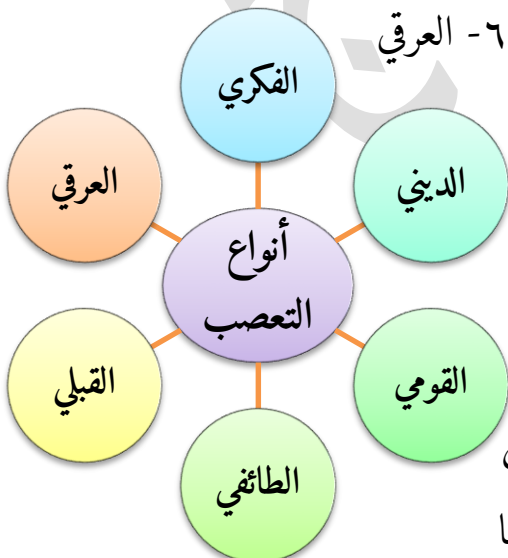 ٦- العرقي
الفكري
الديني
العرقي
أنواع
التعصب
القومي
القبلي
الطائفي